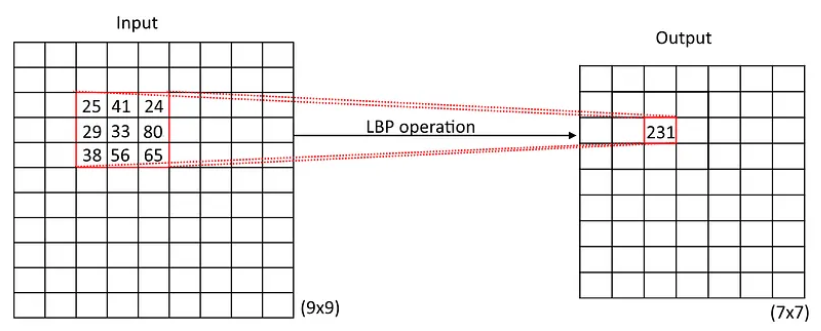 Input
Output
25 41 24
29 33 80
38 56 65
LBP operation
231
(9x9)
(7x7)